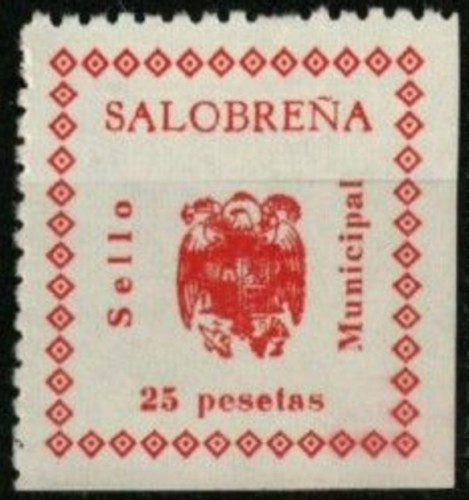 SALOBREÑA
Sello
Municipal
25 pesetas